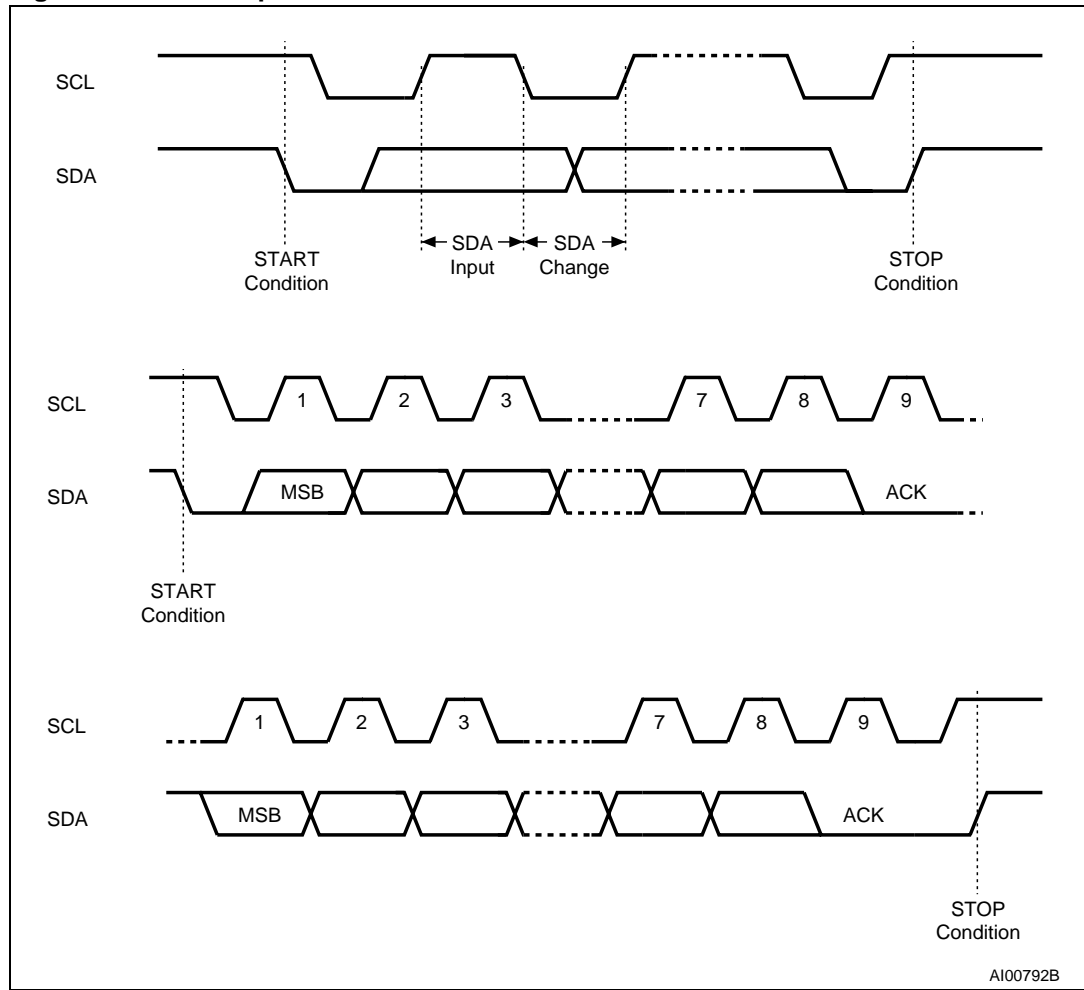 SCL
SDA
START
Condition
SDA
Input
SDA
Change
STOP
Condition
SCL
1 2 3 7 8 9
SDA
MSB ACK
START
Condition
SCL
1 2 3 7 8 9
SDA
MSB ACK
STOP
Condition
AI00792B